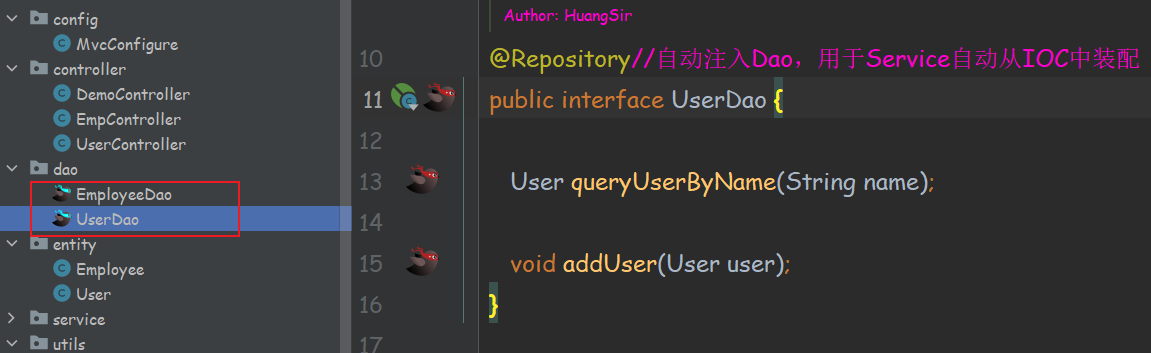 config
MvcConfigure
controller
DemoController
EmpController
UserController
dao
EmployeeDao
UserDao
entity
Employee
User
service
utils
Author: HuangSir
10 @Repository//自动注入Dao，用于Service自动从IOC中装配
11 public interface UserDao {
12
13 User queryUserByName(String name);
14
15 void addUser(User user);
16 }
17